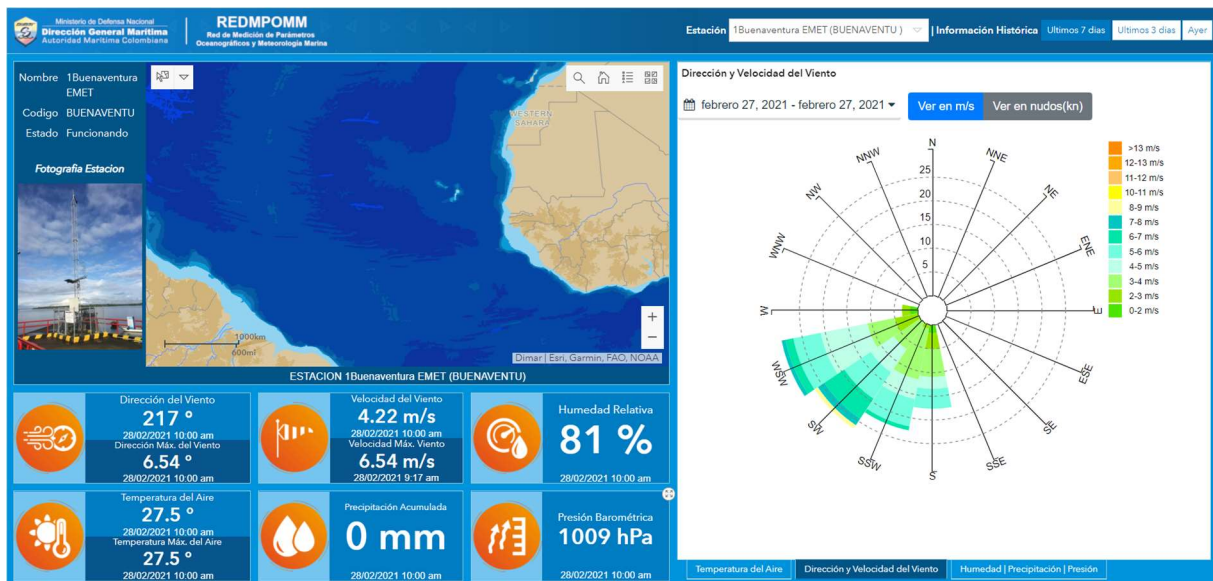 Ministerio de Defensa Nacional
Dirección General Marítima
Autoridad Marítima Colombiana
REDMPOMM
Red de Medición de Parámetros
Oceanográficos y Meteorología Marina
Estación 1Buenaventura EMET (BUENAVENTU ) | Información Histórica Ultimos 7 dias Ultimos 3 dias Ayer
Nombre 1Buenaventura
EMET
Codigo BUENAVENTU
Estado Funcionando
Fotografia Estacion
WESTERN
SAHARA
1000km
600mi
Dimar | Esri, Garmin, FAO, NOAA
+
−
ESTACION 1Buenaventura EMET (BUENAVENTU)
Dirección del Viento
217 °
28/02/2021 10:00 am
Dirección Máx. del Viento
6.54 °
28/02/2021 10:00 am
Velocidad del Viento
4.22 m/s
28/02/2021 10:00 am
Velocidad Máx. Viento
6.54 m/s
28/02/2021 9:17 am
Humedad Relativa
81 %
28/02/2021 10:00 am
Temperatura del Aire
27.5 °
28/02/2021 10:00 am
Temperatura Máx. del Aire
27.5 °
28/02/2021 10:00 am
Precipitación Acumulada
0 mm
28/02/2021 10:00 am
Presión Barométrica
1009 hPa
28/02/2021 10:00 am
Dirección y Velocidad del Viento
febrero 27, 2021 - febrero 27, 2021
Ver en m/s Ver en nudos(kn)
N
NNE
NE
ENE
E
ESE
SE
SSE
S
SSW
SW
WSW
W
WNW
NW
NNW
25
20
15
10
5
>13 m/s
12-13 m/s
11-12 m/s
10-11 m/s
8-9 m/s
7-8 m/s
6-7 m/s
5-6 m/s
4-5 m/s
3-4 m/s
2-3 m/s
0-2 m/s
Temperatura del Aire Dirección y Velocidad del Viento Humedad | Precipitación | Presión